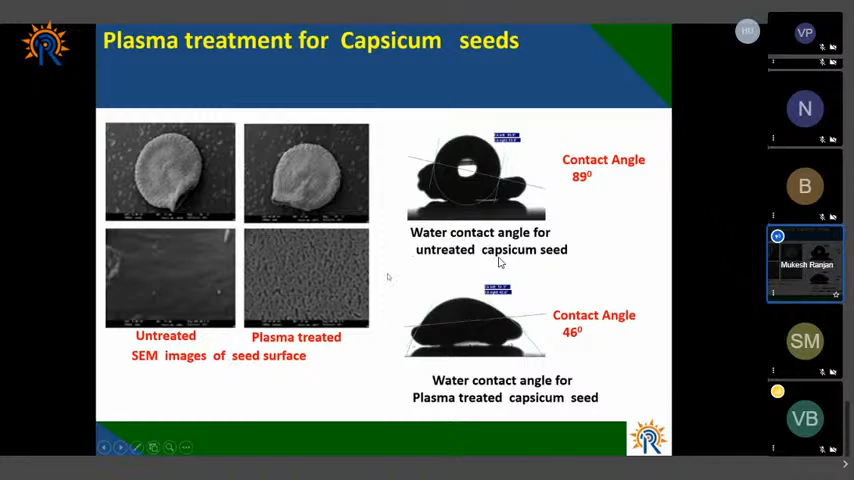 Plasma treatment for Capsicum seeds
HU
VP
N
B
Mukesh Ranjan
SM
VB
Contact Angle
89⁰
Water contact angle for
untreated capsicum seed
Contact Angle
46⁰
Water contact angle for
Plasma treated capsicum seed
Untreated
Plasma treated
SEM images of seed surface